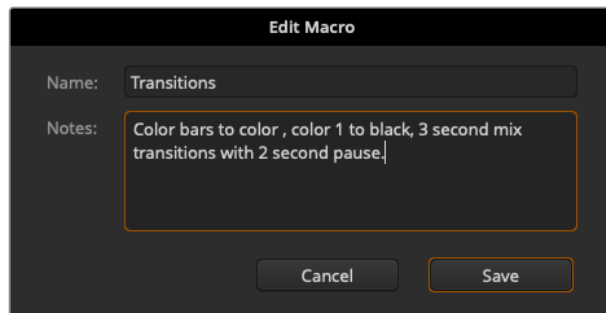 Edit Macro
Name: Transitions
Notes: Color bars to color , color 1 to black, 3 second mix
transitions with 2 second pause.
Cancel Save